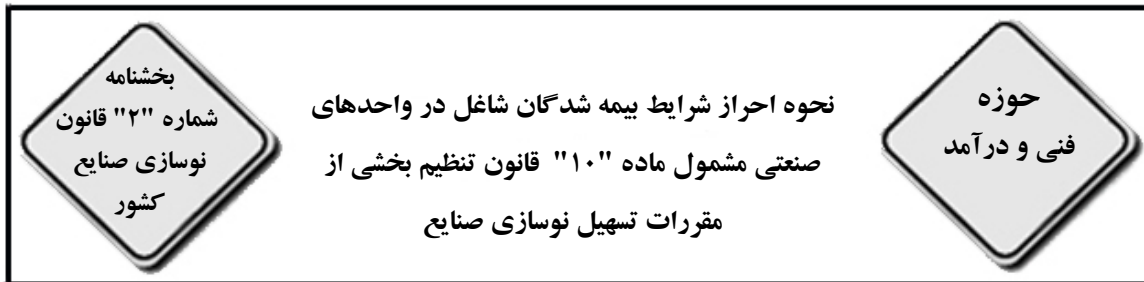 حوزه
فنی و درآمد
نحوه احراز شرایط بیمه شدگان شاغل در واحدهای
صنعتی مشمول ماده "۱۰" قانون تنظیم بخشی از
مقررات تسهیل نوسازی صنایع
بخشنامه
شماره "۲" قانون
نوسازی صنایع
کشور